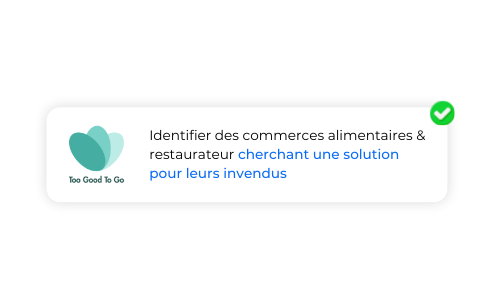 Identifier des commerces alimentaires &
restaurateur cherchant une solution
pour leurs invendus
Too Good To Go